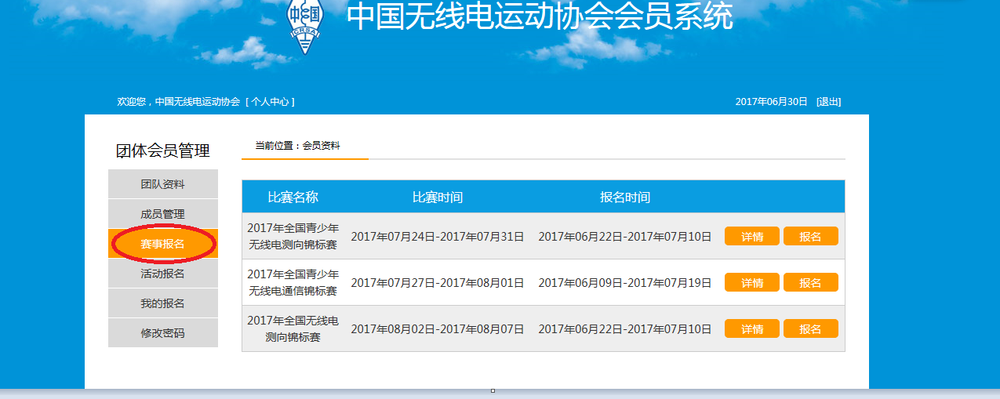 中国无线电运动协会会员系统
中 国
CRSA
欢迎您，中国无线电运动协会 [ 个人中心 ]
2017年06月30日 [退出]
团体会员管理
团队资料
成员管理
赛事报名
活动报名
我的报名
修改密码
当前位置：会员资料
比赛名称 比赛时间 报名时间
2017年全国青少年
无线电测向锦标赛
2017年07月24日-2017年07月31日 2017年06月22日-2017年07月10日 详情 报名
2017年全国青少年
无线电通信锦标赛
2017年07月27日-2017年08月01日 2017年06月09日-2017年07月19日 详情 报名
2017年全国无线电
测向锦标赛
2017年08月02日-2017年08月07日 2017年06月22日-2017年07月10日 详情 报名